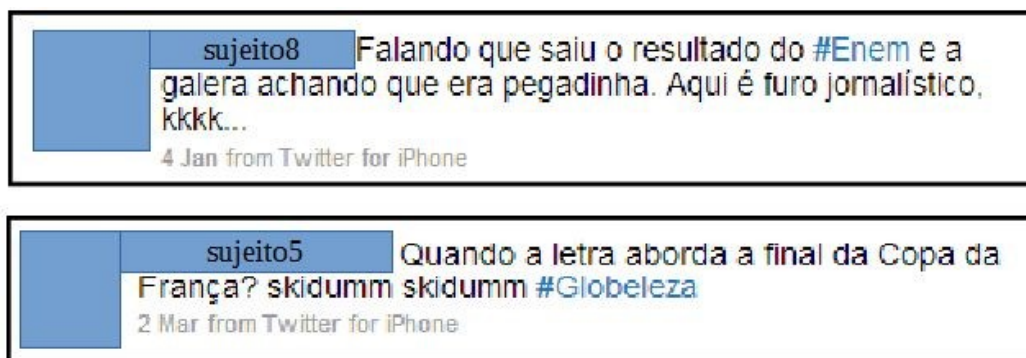 sujeito8 Falando que saiu o resultado do #Enem e a
galera achando que era pegadinha. Aqui é furo jornalístico,
kkkk...
4 Jan from Twitter for iPhone
sujeito5 Quando a letra aborda a final da Copa da
França? skidumm skidumm #Globeleza
2 Mar from Twitter for iPhone